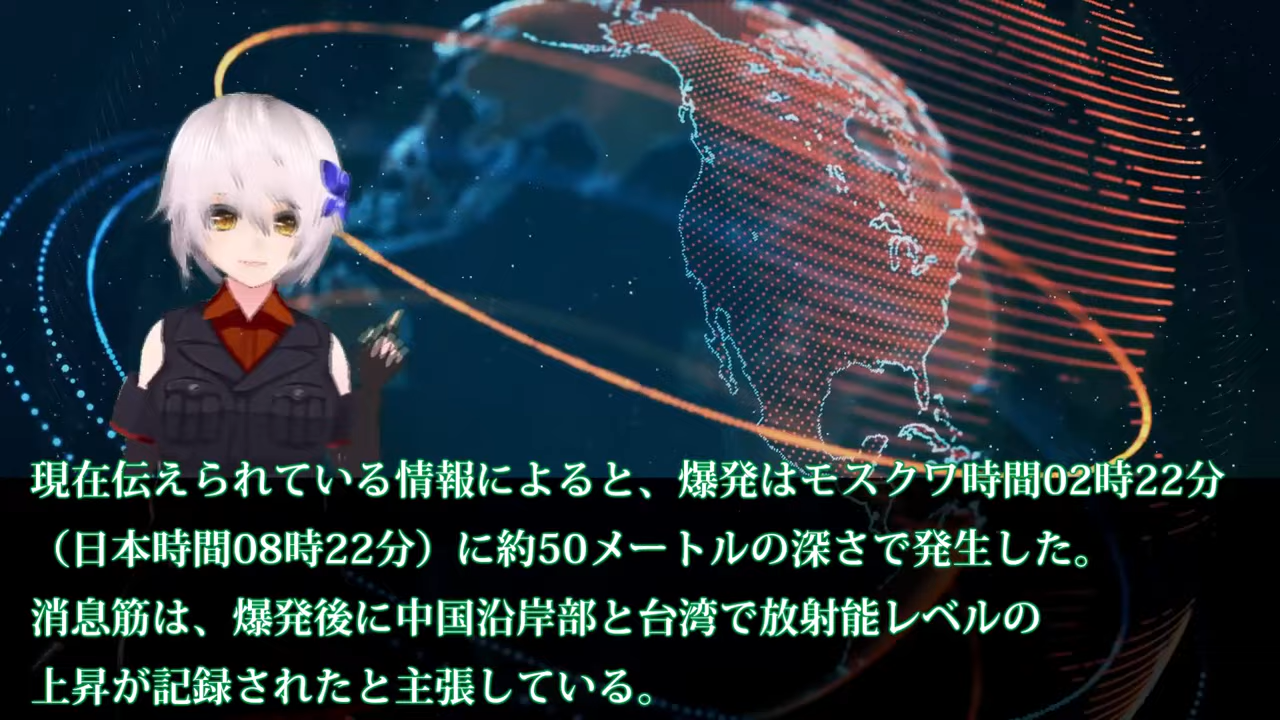 現在伝えられている情報によると、爆発はモスクワ時間02時22分
（日本時間08時22分）に約50メートルの深さで発生した。
消息筋は、爆発後に中国沿岸部と台湾で放射能レベルの
上昇が記録されたと主張している。